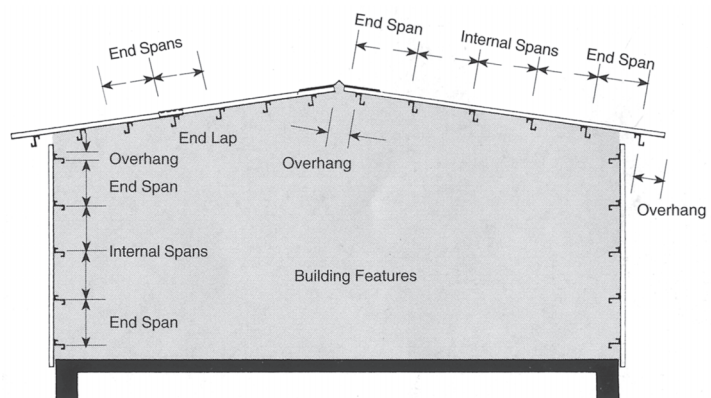 End Spans
End Span
Internal Spans
End Span
End Lap
Overhang
Overhang
End Span
Overhang
Internal Spans
Building Features
End Span